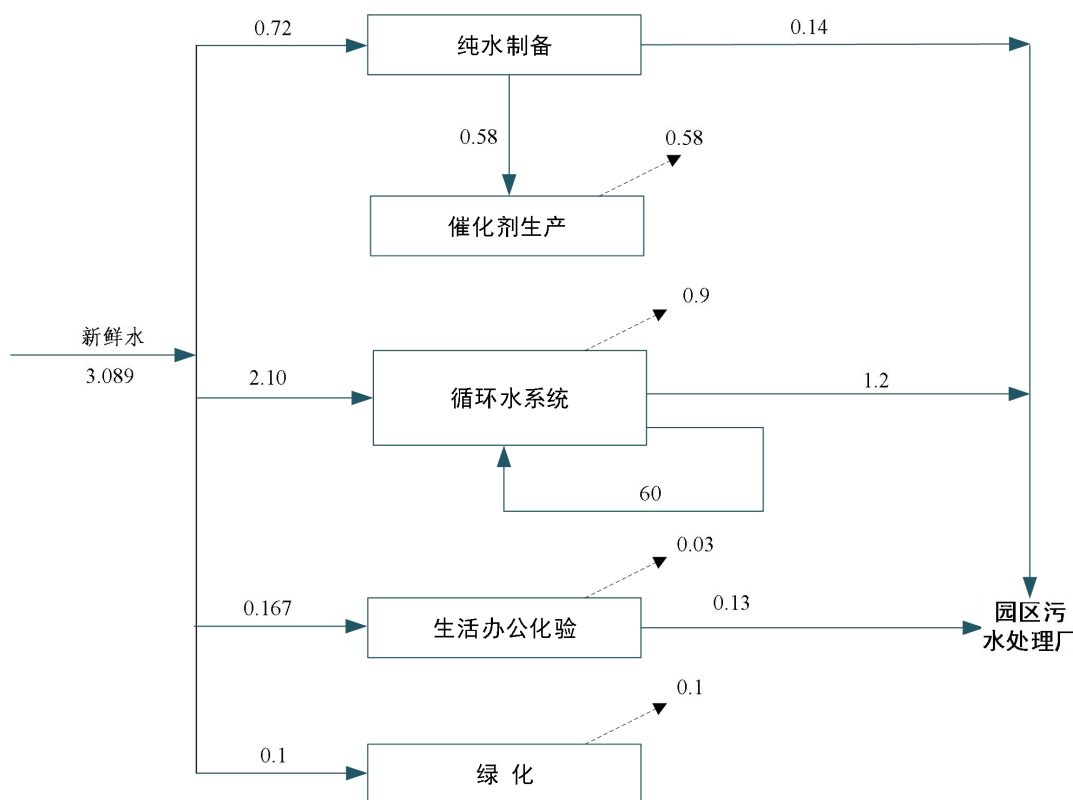 0.72
纯水制备
0.14
0.58
0.58
催化剂生产
0.9
新鲜水
3.089
2.10
循环水系统
1.2
60
0.03
0.167
生活办公化验
0.13
园区污
水处理厂
0.1
0.1
绿 化